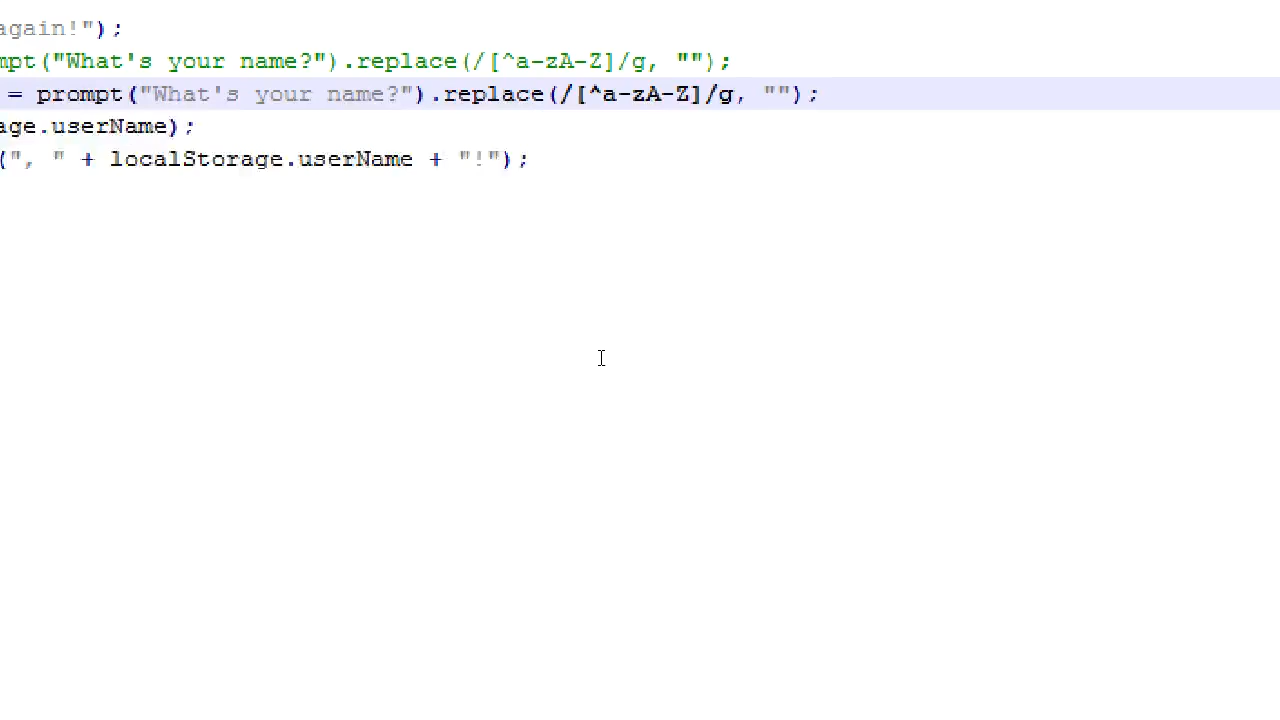 again!");
mpt("What's your name?").replace(/[^a-zA-Z]/g, "");
= prompt("What's your name?").replace(/[^a-zA-Z]/g, "");
age.userName);
(", " + localStorage.userName + "!");